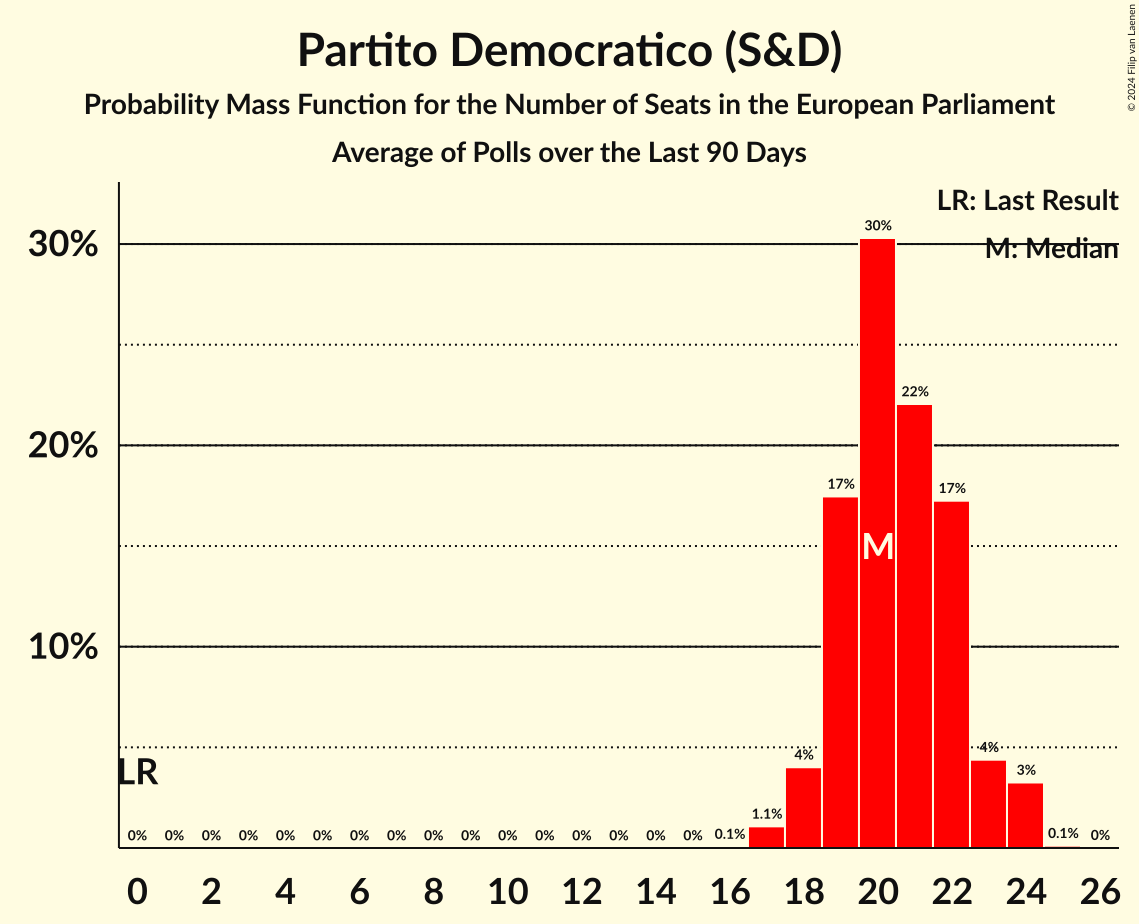 Partito Democratico (S&D)
Probability Mass Function for the Number of Seats in the European Parliament
Average of Polls over the Last 90 Days
© 2024 Filip van Laenen
LR: Last Result
M: Median
30%
20%
10%
LR
M
0% 0% 0% 0% 0% 0% 0% 0% 0% 0% 0% 0% 0% 0% 0% 0% 0.1% 1.1% 4% 17% 30% 22% 17% 4% 3% 0.1% 0%
0 2 4 6 8 10 12 14 16 18 20 22 24 26